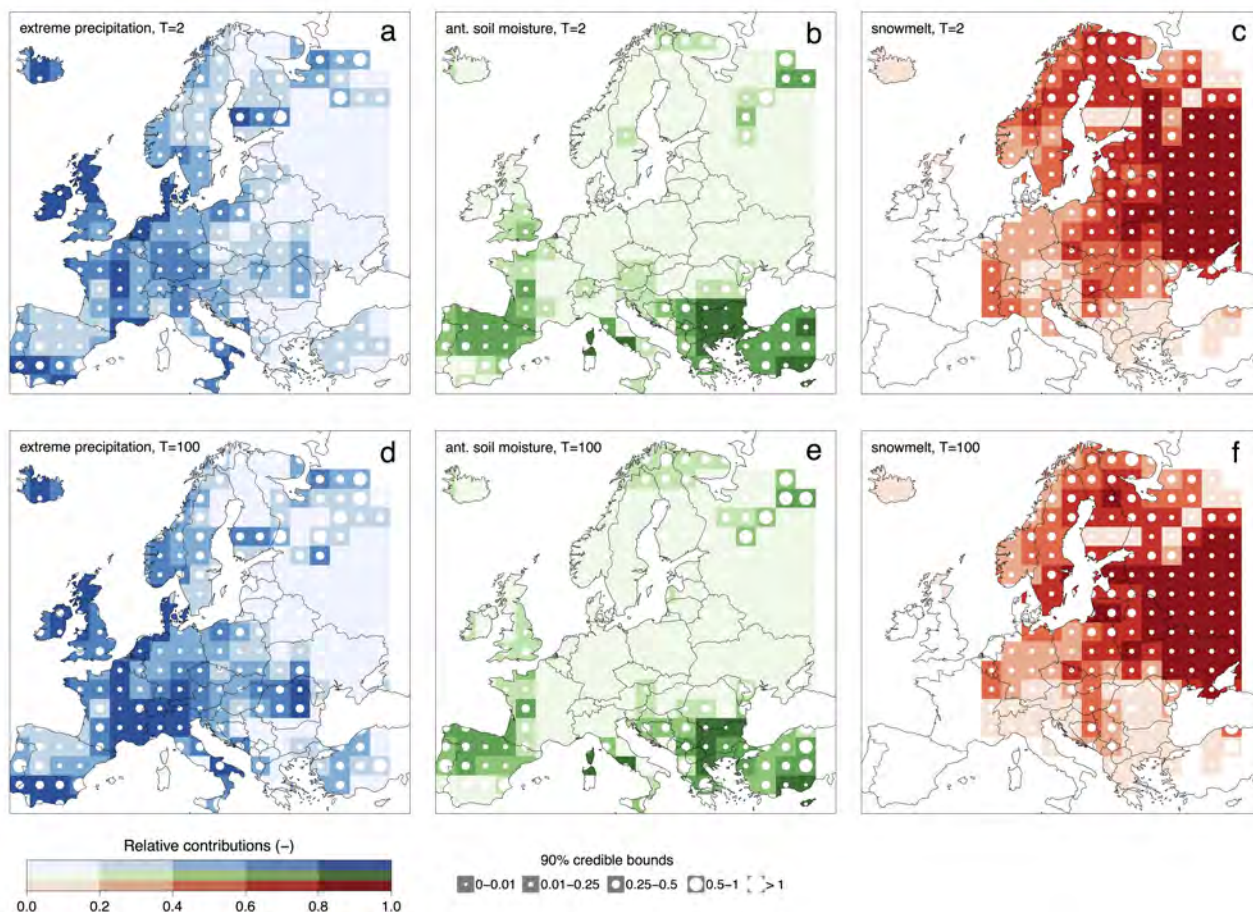 extreme precipitation, T=2
a
ant. soil moisture, T=2
b
snowmelt, T=2
c
extreme precipitation, T=100
d
ant. soil moisture, T=100
e
snowmelt, T=100
f
Relative contributions (−)
0.0 0.2 0.4 0.6 0.8 1.0
90% credible bounds
0−0.01 0.01−0.25 0.25−0.5 0.5−1 > 1